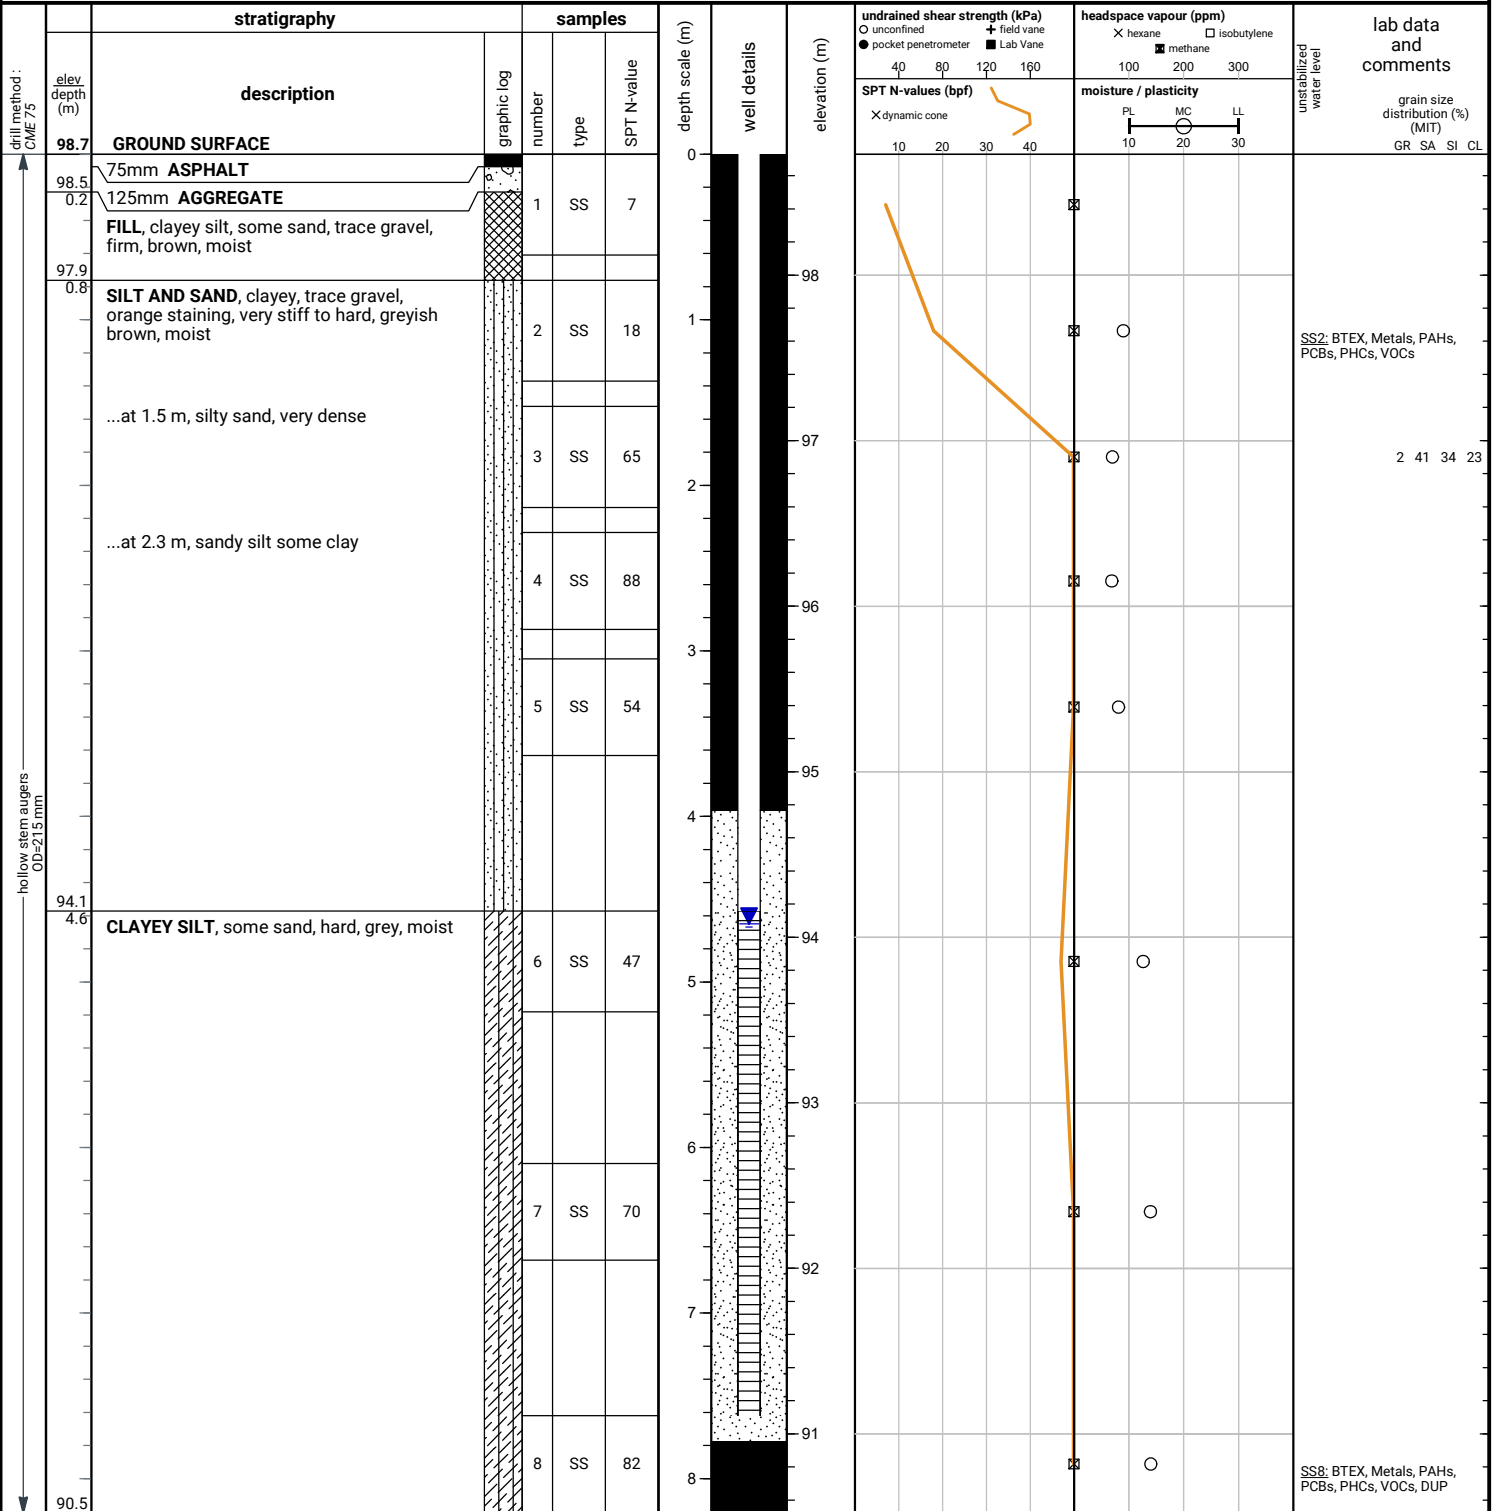 stratigraphy
samples
drill method :
CME 75
elev
depth
(m)
description
graphic log
number
type
SPT N-value
depth scale (m)
well details
elevation (m)
undrained shear strength (kPa)
unconfined
field vane
pocket penetrometer
Lab Vane
40 80 120 160
SPT N-values (bpf)
dynamic cone
10 20 30 40
headspace vapour (ppm)
hexane
isobutylene
methane
100 200 300
moisture / plasticity
PL MC LL
10 20 30
unstabilized
water level
lab data
and
comments
grain size
distribution (%)
(MIT)
GR SA SI CL
98.7 GROUND SURFACE
75mm ASPHALT
98.5
0.2
125mm AGGREGATE
FILL, clayey silt, some sand, trace gravel,
firm, brown, moist
1 SS 7
97.9
0.8
SILT AND SAND, clayey, trace gravel,
orange staining, very stiff to hard, greyish
brown, moist
2 SS 18
SS2: BTEX, Metals, PAHs,
PCBs, PHCs, VOCs
...at 1.5 m, silty sand, very dense
3 SS 65
2 41 34 23
...at 2.3 m, sandy silt some clay
4 SS 88
5 SS 54
hollow stem augers
OD=215 mm
94.1
4.6
CLAYEY SILT, some sand, hard, grey, moist
6 SS 47
7 SS 70
8 SS 82
SS8: BTEX, Metals, PAHs,
PCBs, PHCs, VOCs, DUP
90.5
0
1
2
3
4
5
6
7
8
98
97
96
95
94
93
92
91